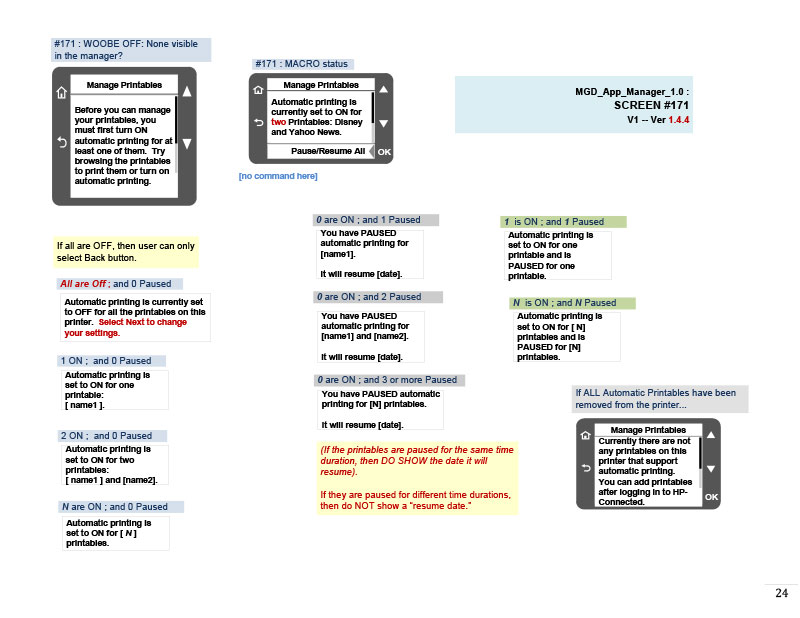 #171 : WOOBE OFF: None visible
in the manager?
Manage Printables
Before you can manage
your printables, you
must first turn ON
automatic printing for at
least one of them.  Try
browsing the printables
to print them or turn on
automatic printing.
#171 : MACRO status
Manage Printables
Automatic printing is
currently set to ON for
two Printables: Disney
and Yahoo News.
Pause/Resume All
OK
[no command here]
MGD_App_Manager_1.0 :
SCREEN #171
V1 -- Ver 1.4.4
If all are OFF, then user can only
select Back button.
All are Off ; and 0 Paused
Automatic printing is currently set
to OFF for all the printables on this
printer.  Select Next to change
your settings.
1 ON ;  and 0 Paused
Automatic printing is
set to ON for one
printable:
[ name1 ].
2 ON ;  and 0 Paused
Automatic printing is
set to ON for two
printables:
[ name1 ] and [name2].
N are ON ; and 0 Paused
Automatic printing is
set to ON for [ N ]
printables.
0 are ON ; and 1 Paused
You have PAUSED
automatic printing for
[name1].
It will resume [date].
0 are ON ; and 2 Paused
You have PAUSED
automatic printing for
[name1] and [name2].
It will resume [date].
0 are ON ; and 3 or more Paused
You have PAUSED automatic
printing for [N] printables.
It will resume [date].
(If the printables are paused for the same time
duration, then DO SHOW the date it will
resume).
If they are paused for different time durations,
then do NOT show a “resume date.”
1  is ON ; and 1 Paused
Automatic printing is
set to ON for one
printable and is
PAUSED for one
printable.
N  is ON ; and N Paused
Automatic printing is
set to ON for [ N]
printables and is
PAUSED for [N]
printables.
If ALL Automatic Printables have been
removed from the printer...
Manage Printables
Currently there are not
any printables on this
printer that support
automatic printing.
You can add printables
after logging in to HP-
Connected.
OK
24